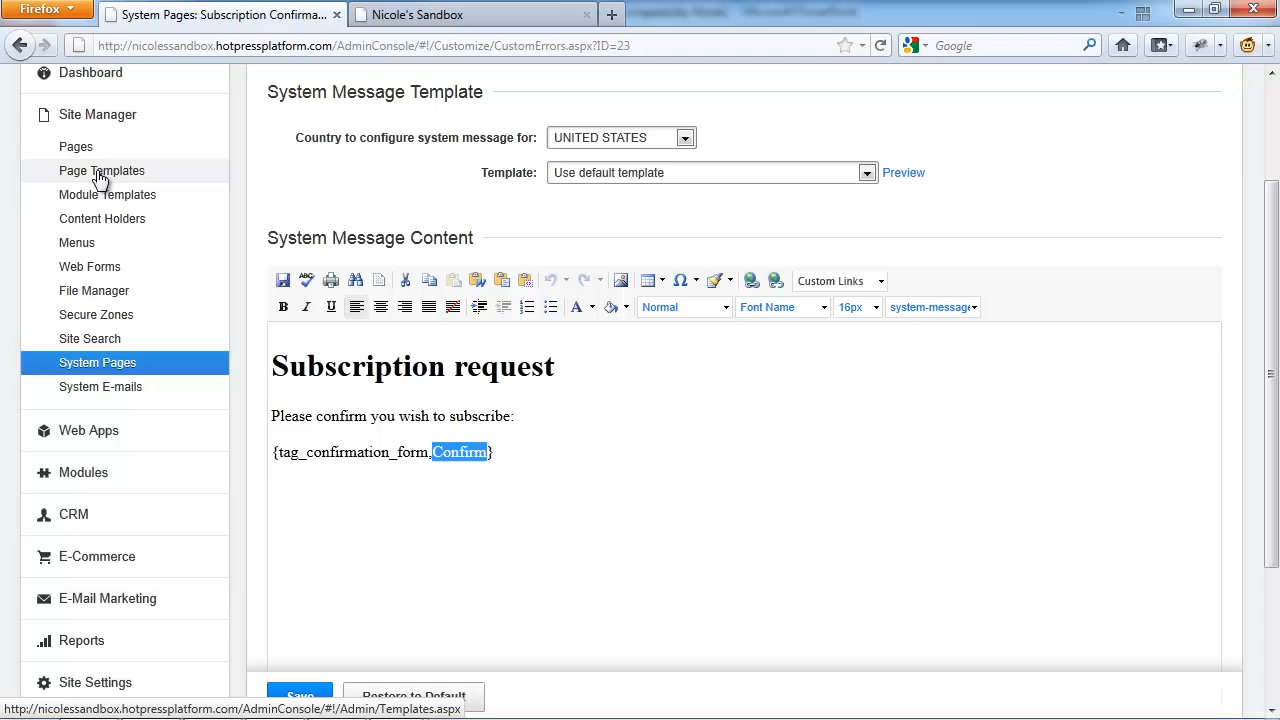 Firefox
System Pages: Subscription Confirma...
Nicole's Sandbox
http://nicolessandbox.hotpressplatform.com/AdminConsole/#!/Customize/CustomErrors.aspx?ID=23
Google
Dashboard
Site Manager
Pages
Page Templates
Module Templates
Content Holders
Menus
Web Forms
File Manager
Secure Zones
Site Search
System Pages
System E-mails
Web Apps
Modules
CRM
E-Commerce
E-Mail Marketing
Reports
Site Settings
System Message Template
Country to configure system message for: UNITED STATES
Template: Use default template Preview
System Message Content
ABC
Custom Links
B I U A Normal Font Name 16px system-message
Subscription request
Please confirm you wish to subscribe:
{tag_confirmation_form,Confirm}
Save Restore to Default
http://nicolessandbox.hotpressplatform.com/AdminConsole/#!/Admin/Templates.aspx